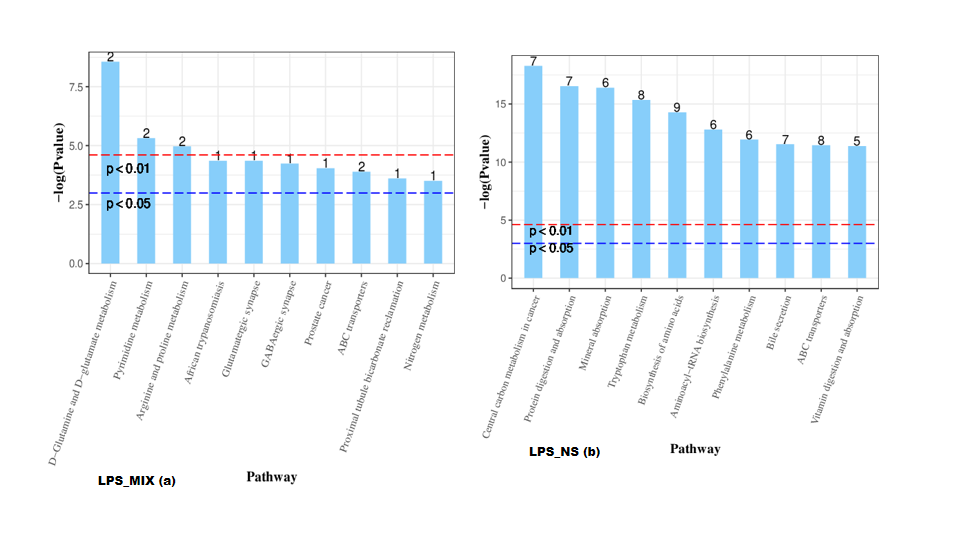 −log(Pvalue)
7.5
5.0
2.5
0.0
2
2
2
1
1
1
1
2
1
1
p < 0.01
p < 0.05
D−Glutamine and D−glutamate metabolism
Pyrimidine metabolism
Arginine and proline metabolism
African trypanosomiasis
Glutamatergic synapse
GABAergic synapse
Prostate cancer
ABC transporters
Proximal tubule bicarbonate reclamation
Nitrogen metabolism
LPS_MIX (a)
Pathway
−log(Pvalue)
15
10
5
0
7
7
6
8
9
6
6
7
8
5
p < 0.01
p < 0.05
Central carbon metabolism in cancer
Protein digestion and absorption
Mineral absorption
Tryptophan metabolism
Biosynthesis of amino acids
Aminoacyl−tRNA biosynthesis
Phenylalanine metabolism
Bile secretion
ABC transporters
Vitamin digestion and absorption
LPS_NS (b)
Pathway